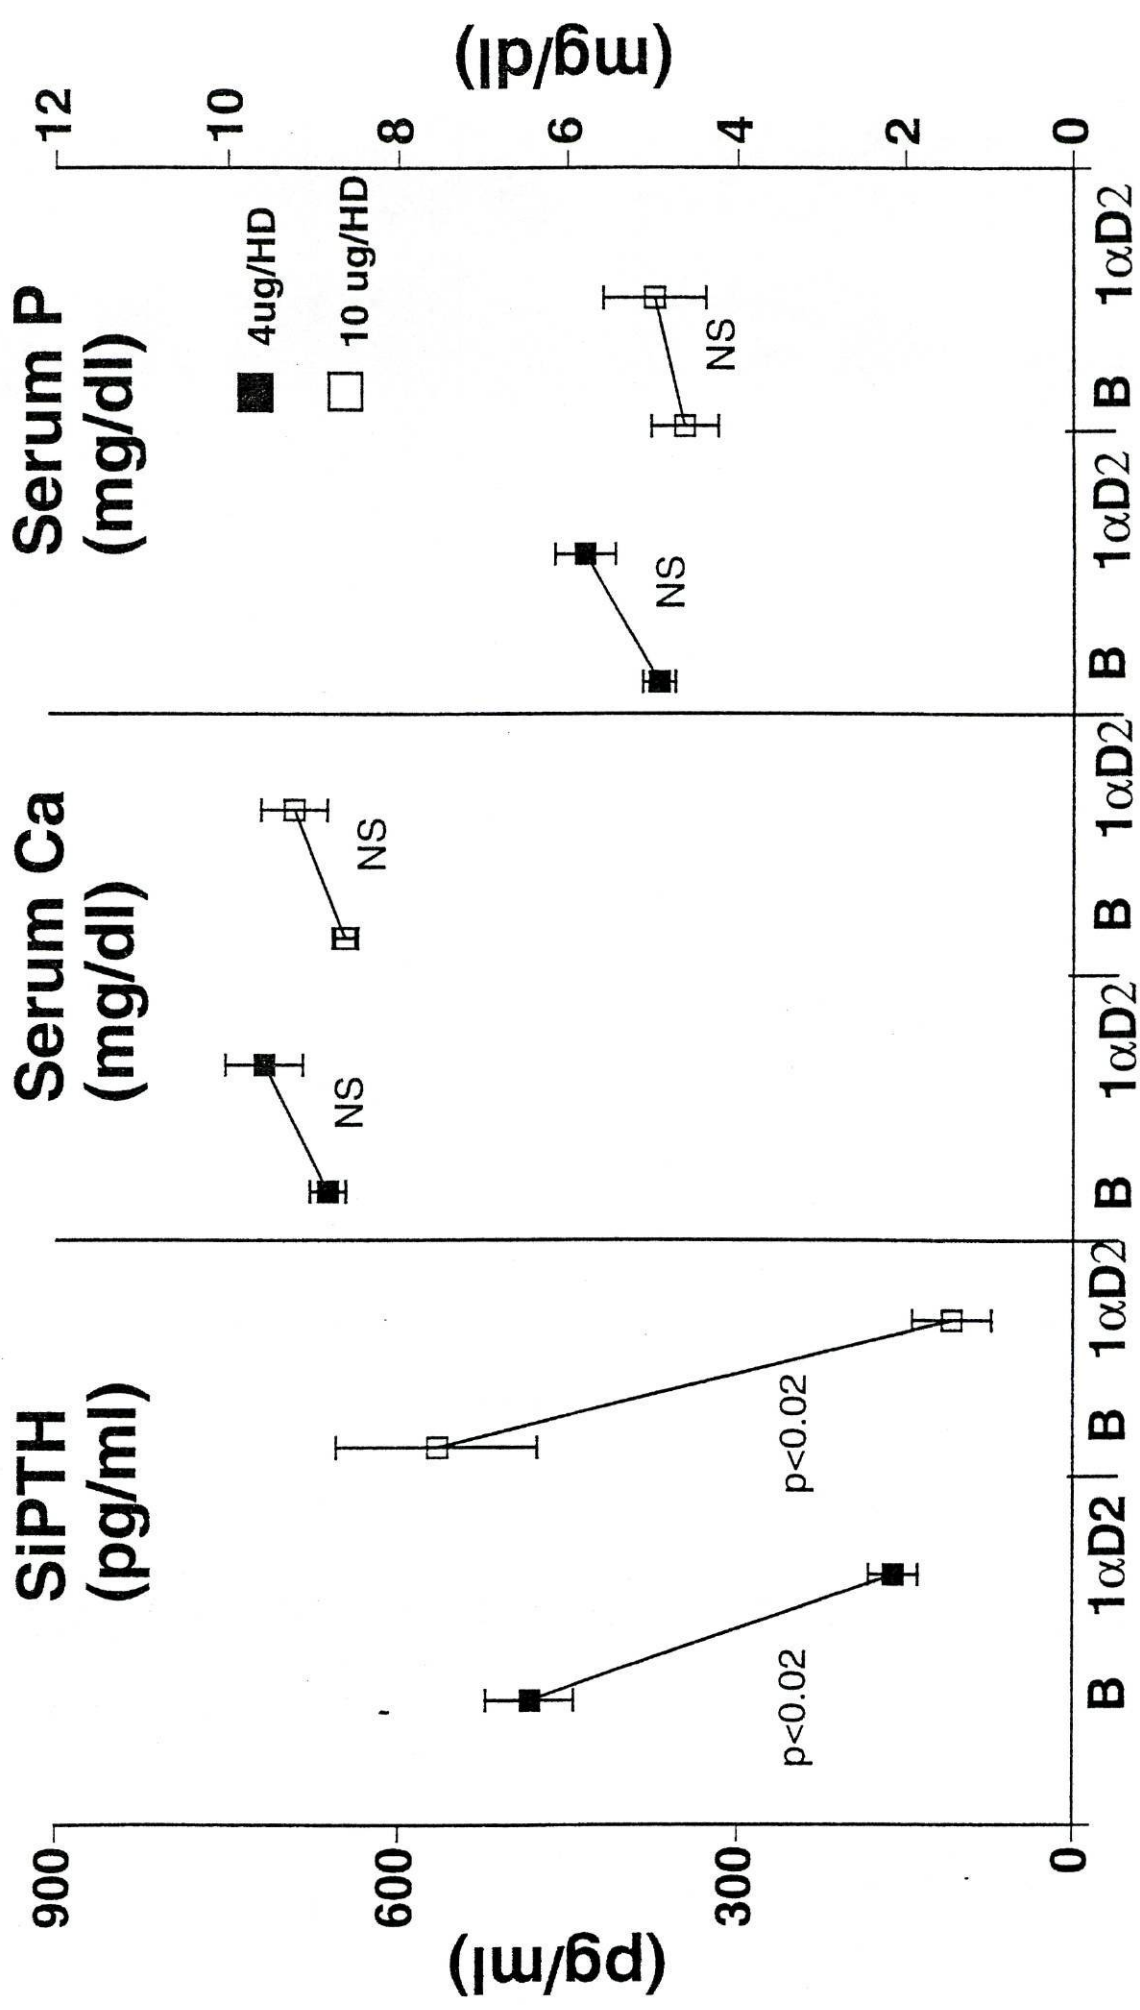 SiPTH
(pg/ml)
Serum Ca
(mg/dl)
Serum P
(mg/dl)
4ug/HD
10 ug/HD
(pg/ml)
900
600
300
0
(mg/dl)
12
10
8
6
4
2
0
p<0.02
p<0.02
NS
NS
NS
NS
B 1αD2 B 1αD2 B 1αD2 B 1αD2 B 1αD2 B 1αD2